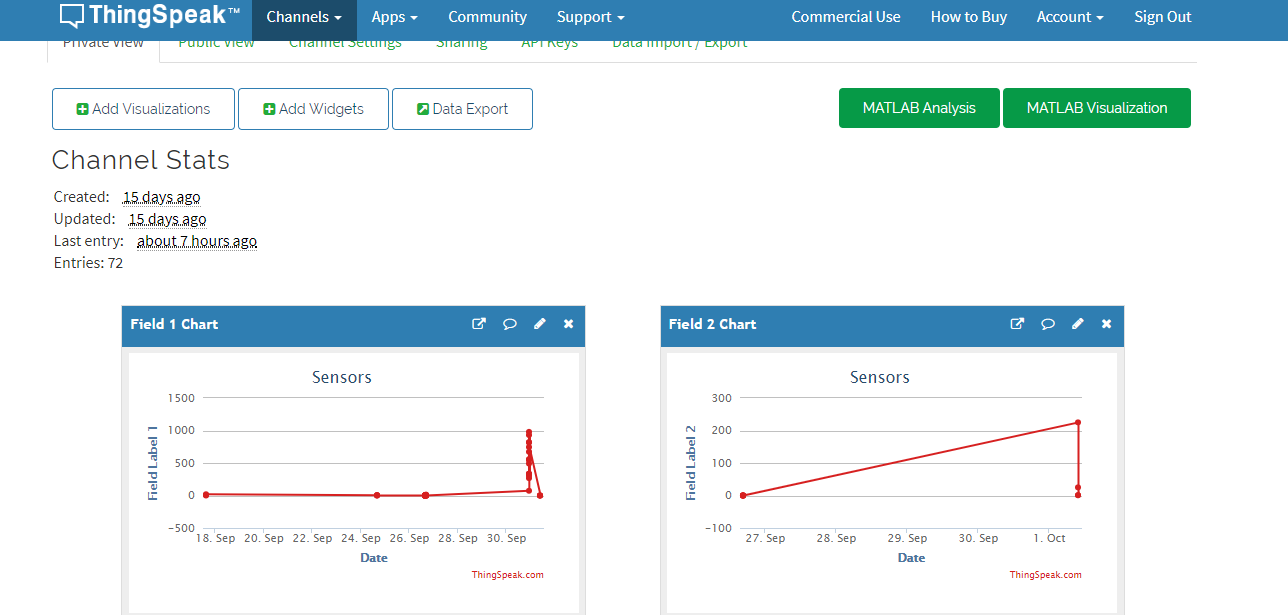 ThingSpeak™ Channels Apps Community Support Commercial Use How to Buy Account Sign Out
Private View Public View Channel Settings Sharing API Keys Data Import / Export
Add Visualizations Add Widgets Data Export MATLAB Analysis MATLAB Visualization
Channel Stats
Created: 15 days ago
Updated: 15 days ago
Last entry: about 7 hours ago
Entries: 72
Field 1 Chart
Sensors
Field Label 1
1500
1000
500
0
−500
18. Sep 20. Sep 22. Sep 24. Sep 26. Sep 28. Sep 30. Sep
Date
ThingSpeak.com
Field 2 Chart
Sensors
Field Label 2
300
200
100
0
−100
27. Sep 28. Sep 29. Sep 30. Sep 1. Oct
Date
ThingSpeak.com